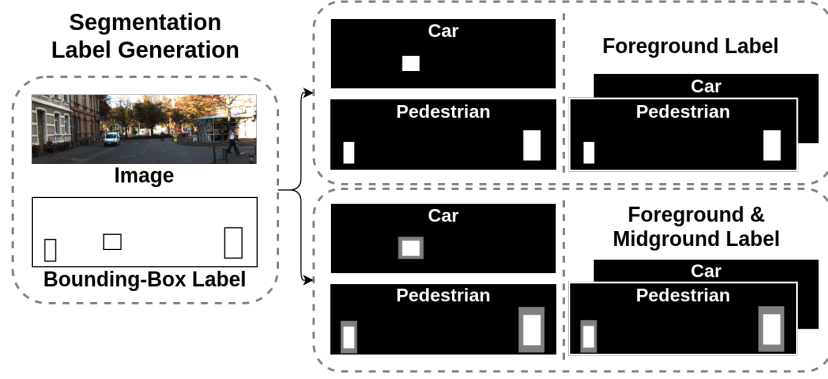 Segmentation
Label Generation
Image
Bounding-Box Label
Car
Pedestrian
Foreground Label
Car
Pedestrian
Car
Pedestrian
Foreground &
Midground Label
Car
Pedestrian